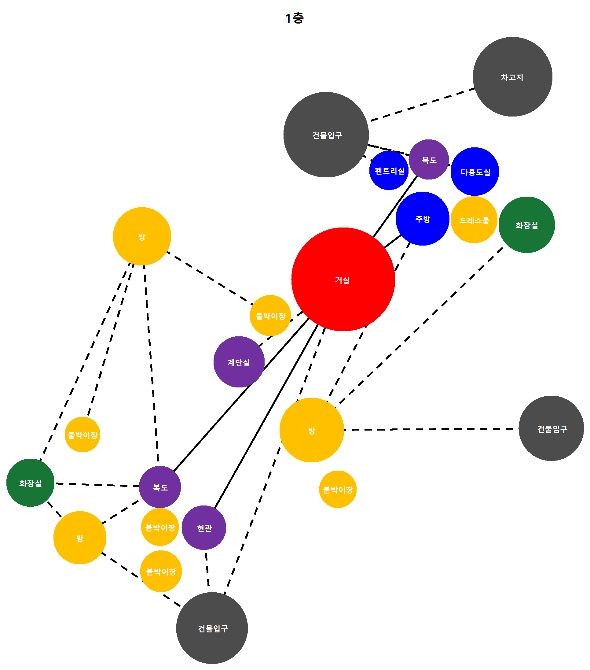 1층
차고지
건물입구
복도
팬트리실
다용도실
주방
드레스룸
화장실
방
거실
붙박이장
계단실
방
건물입구
붙박이장
화장실
복도
붙박이장
방
붙박이장
현관
붙박이장
건물입구